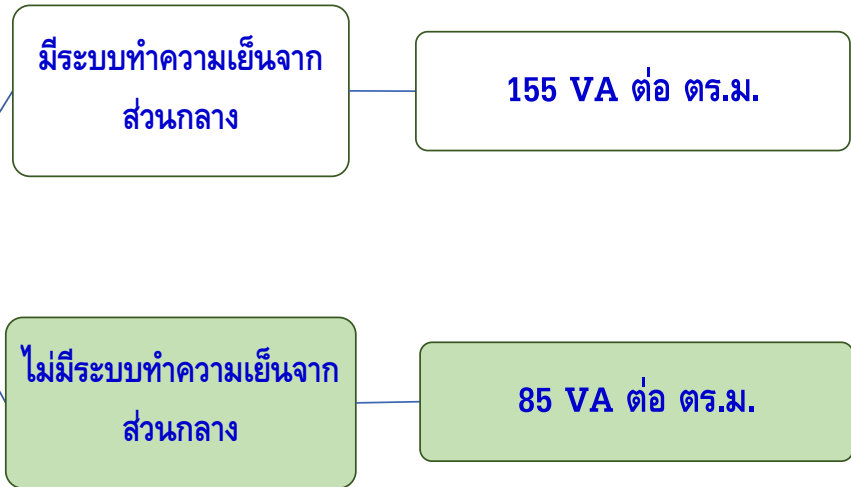 มีระบบทำความเย็นจาก
ส่วนกลาง
155 VA ต่อ ตร.ม.
ไม่มีระบบทำความเย็นจาก
ส่วนกลาง
85 VA ต่อ ตร.ม.